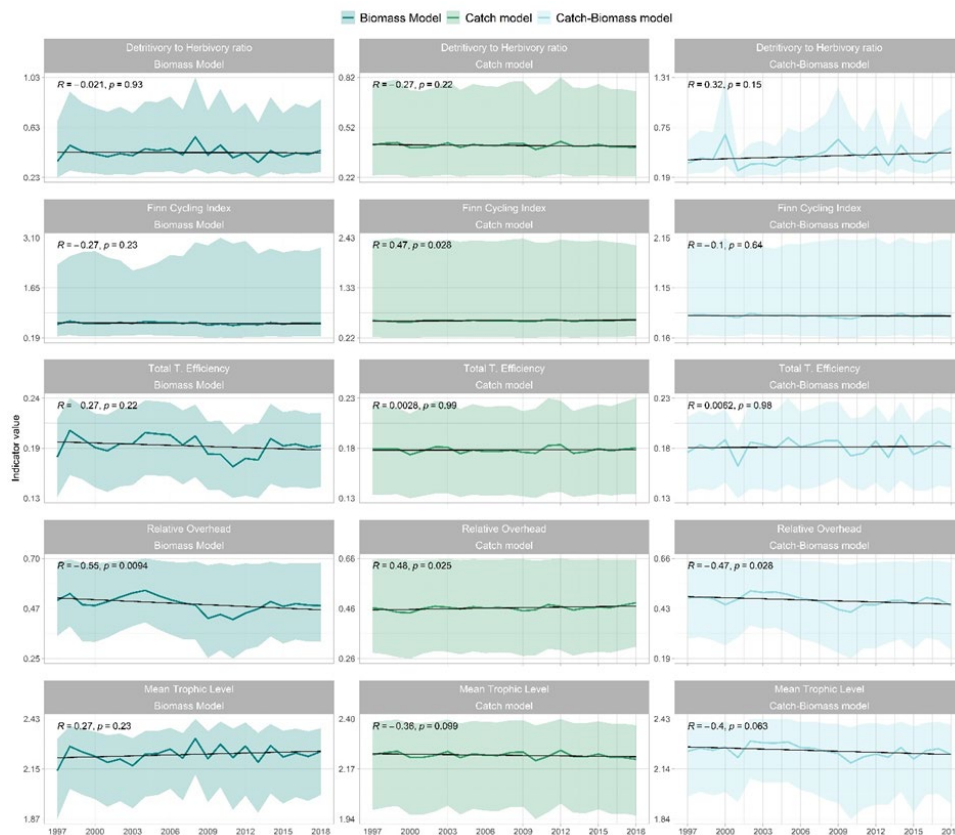 Biomass Model Catch model Catch-Biomass model
Detritivory to Herbivory ratio
Biomass Model
1.03
0.63
0.23
R = −0.021, p = 0.93
Detritivory to Herbivory ratio
Catch model
0.82
0.52
0.22
R = −0.27, p = 0.22
Detritivory to Herbivory ratio
Catch-Biomass model
1.31
0.75
0.19
R = 0.32, p = 0.15
Finn Cycling Index
Biomass Model
3.10
1.65
0.19
R = −0.27, p = 0.23
Finn Cycling Index
Catch model
2.43
1.33
0.22
R = 0.47, p = 0.028
Finn Cycling Index
Catch-Biomass model
2.15
1.15
0.16
R = −0.1, p = 0.64
Indicator value
Total T. Efficiency
Biomass Model
0.24
0.19
0.13
R = 0.27, p = 0.22
Total T. Efficiency
Catch model
0.23
0.18
0.13
R = 0.0028, p = 0.99
Total T. Efficiency
Catch-Biomass model
0.23
0.18
0.13
R = 0.0062, p = 0.98
Relative Overhead
Biomass Model
0.70
0.47
0.25
R = −0.55, p = 0.0094
Relative Overhead
Catch model
0.66
0.46
0.26
R = 0.48, p = 0.025
Relative Overhead
Catch-Biomass model
0.66
0.43
0.19
R = −0.47, p = 0.028
Mean Trophic Level
Biomass Model
2.43
2.15
1.87
R = 0.27, p = 0.23
Mean Trophic Level
Catch model
2.40
2.17
1.94
R = −0.36, p = 0.099
Mean Trophic Level
Catch-Biomass model
2.43
2.14
1.84
R = −0.4, p = 0.063
1997 2000 2003 2006 2009 2012 2015 2018
1997 2000 2003 2006 2009 2012 2015 2018
1997 2000 2003 2006 2009 2012 2015 2018